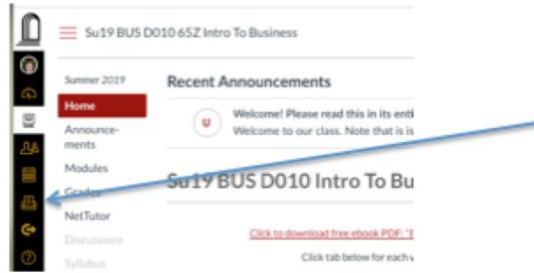 Su19 BUS D010 65Z Intro To Business
Summer 2019
Home
Announce-
ments
Modules
Grades
NetTutor
Discussions
Syllabus
Recent Announcements
Welcome! Please read this in its enti
Welcome to our class. Note that is is
Su19 BUS D010 Intro To Bu
Click to download free ebook PDF: "E
Click tab below for each w